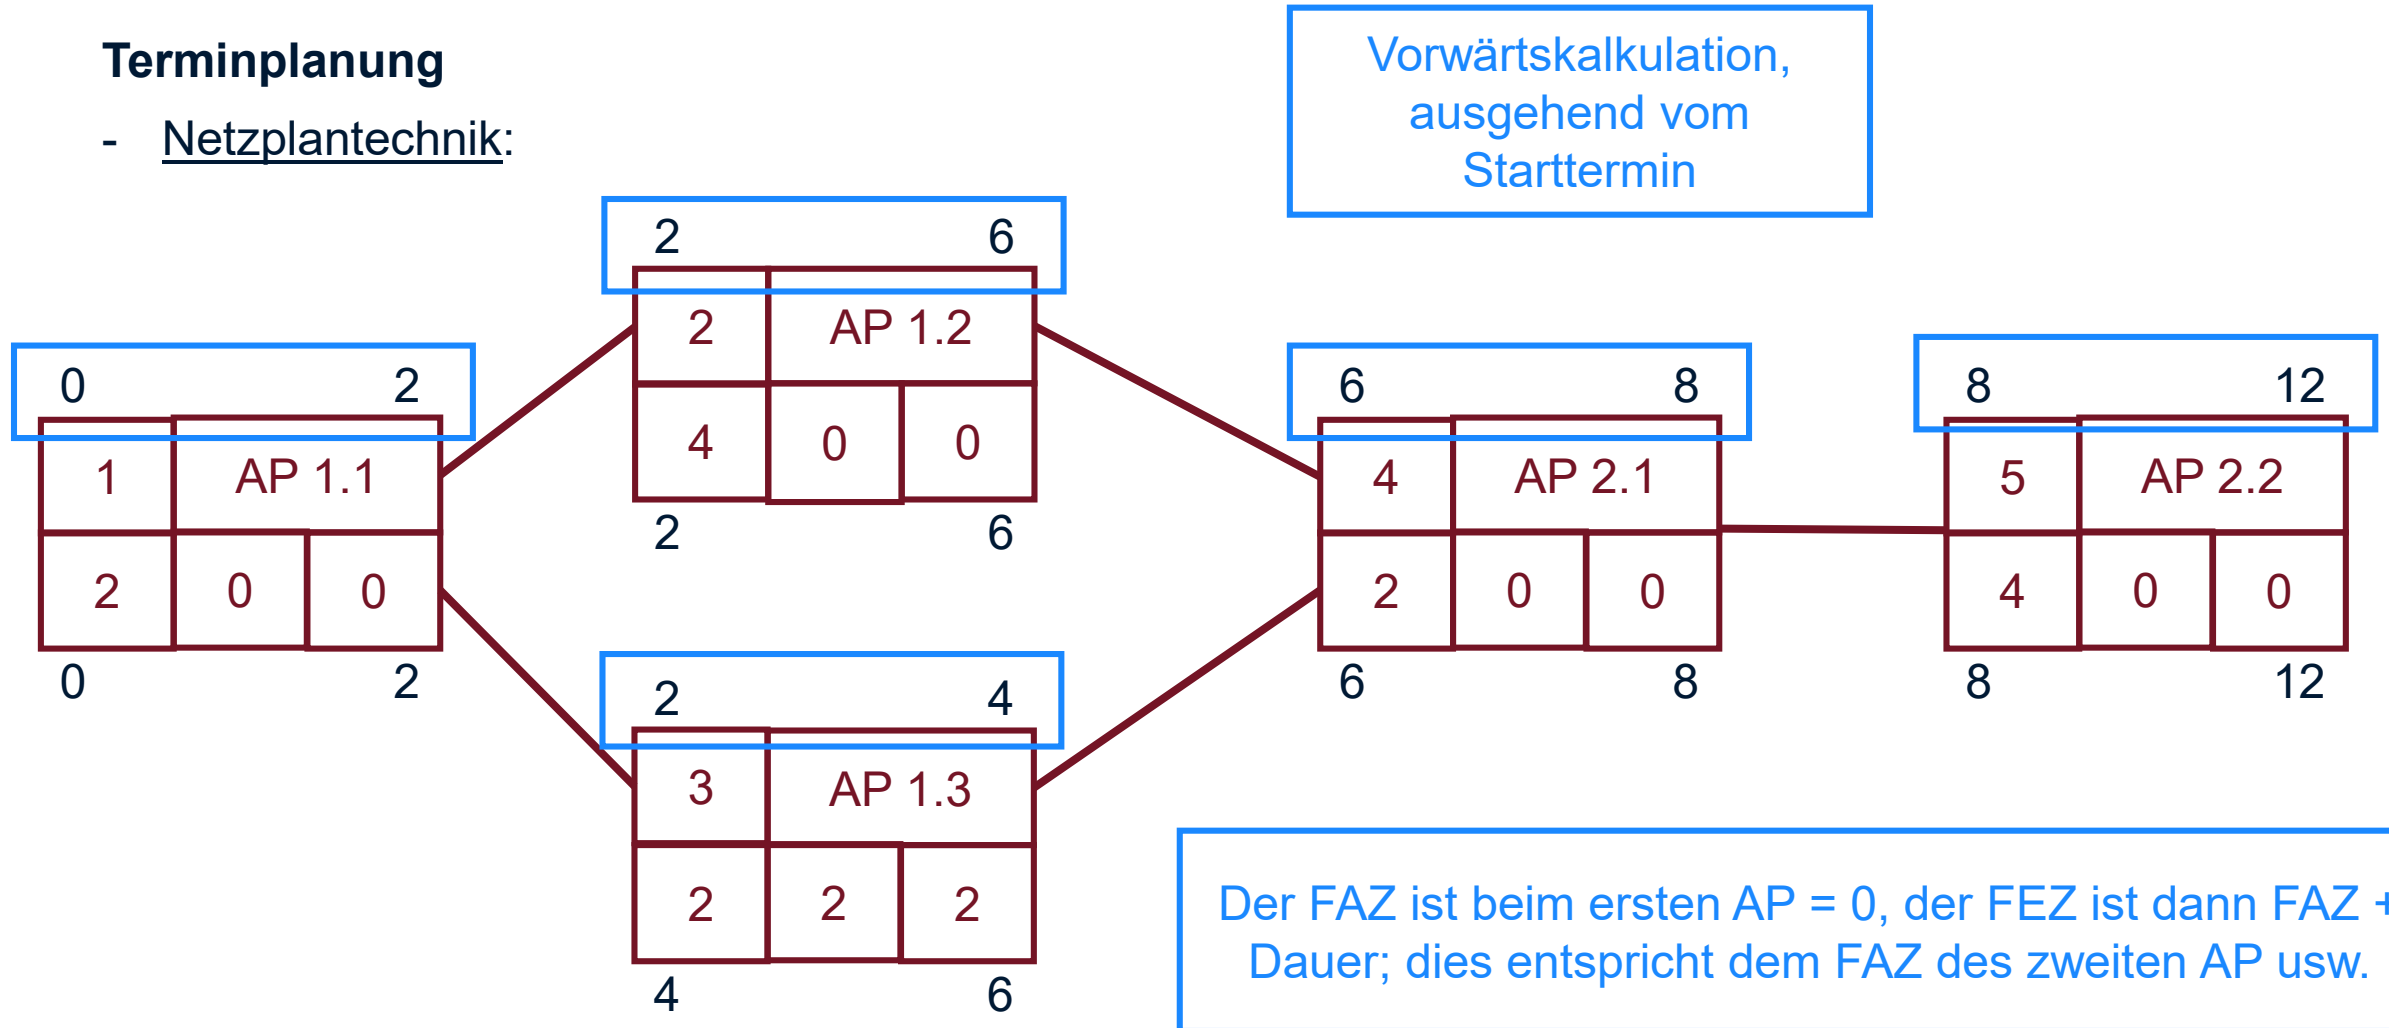 Terminplanung
- Netzplantechnik:
Vorwärtskalkulation,
ausgehend vom
Starttermin
0 2
1 AP 1.1
2 0 0
0 2
2 6
2 AP 1.2
4 0 0
2 6
2 4
3 AP 1.3
2 2 2
4 6
6 8
4 AP 2.1
2 0 0
6 8
8 12
5 AP 2.2
4 0 0
8 12
Der FAZ ist beim ersten AP = 0, der FEZ ist dann FAZ +
Dauer; dies entspricht dem FAZ des zweiten AP usw.